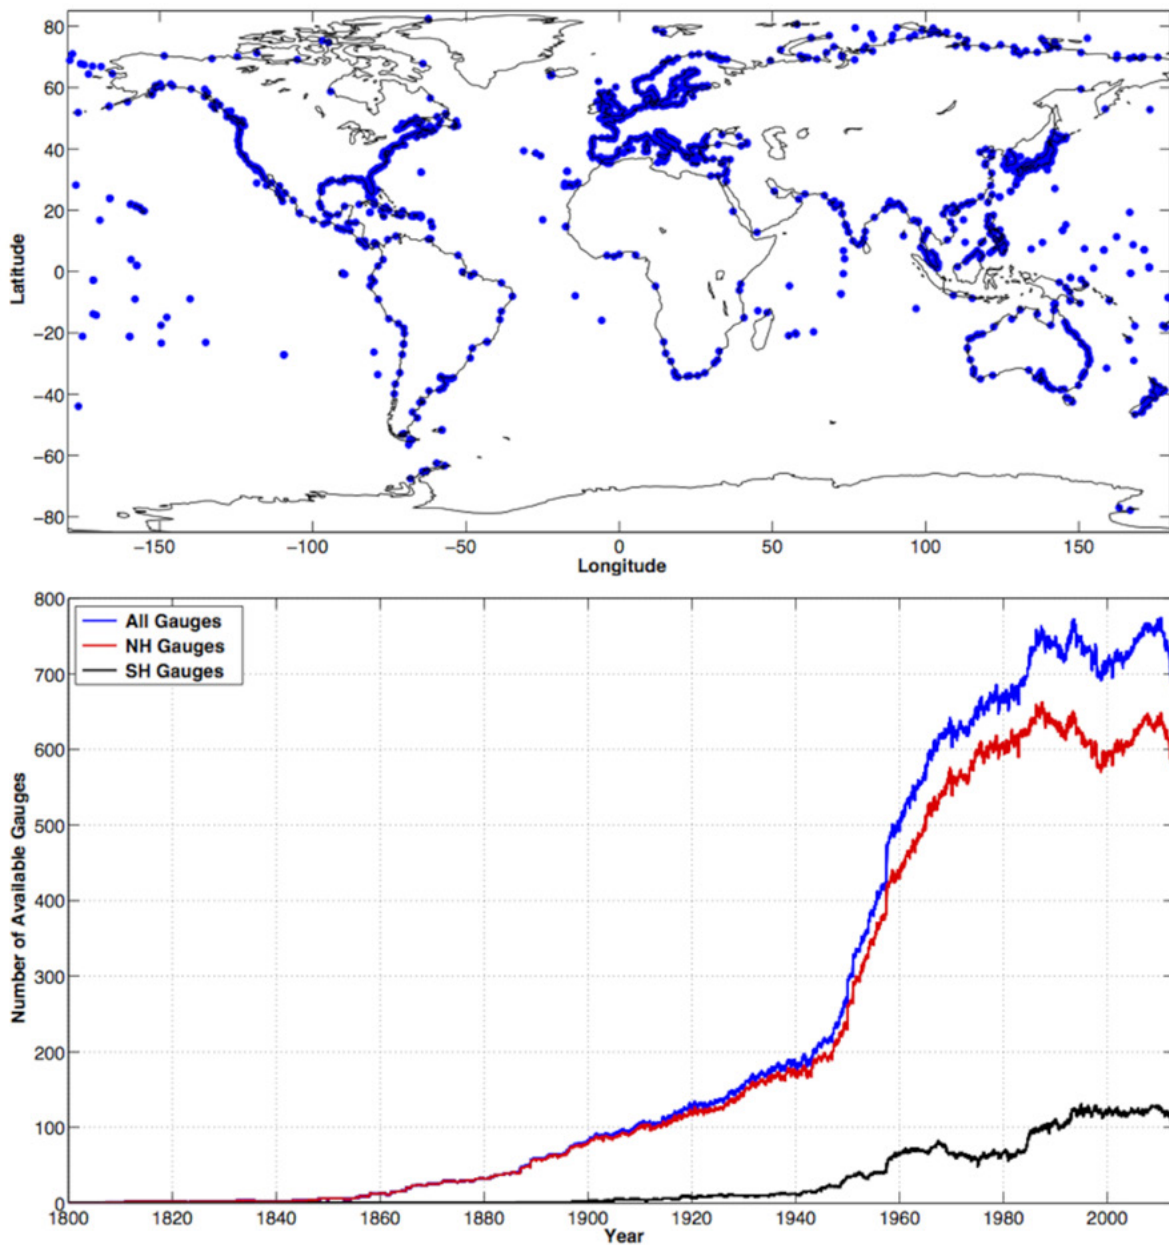 80
60
40
20
0
−20
−40
−60
−80
Latitude
−150 −100 −50 0 50 100 150
Longitude
800
700
600
500
400
300
200
100
0
Number of Available Gauges
All Gauges
NH Gauges
SH Gauges
1800 1820 1840 1860 1880 1900 1920 1940 1960 1980 2000
Year